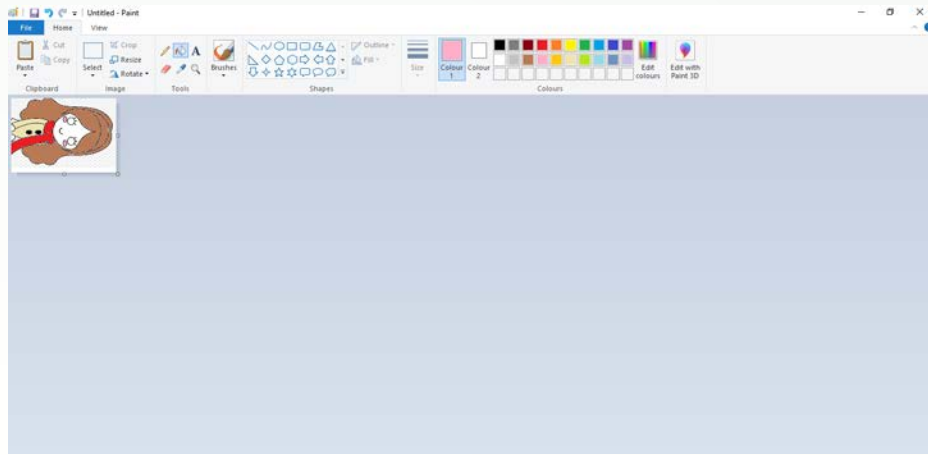 Untitled - Paint
File Home View
Paste
Cut
Copy
Clipboard
Select
Crop
Resize
Rotate
Image
A
Tools
Brushes
Outline
Fill
Shapes
Size
Colour 1
Colour 2
Edit colours
Edit with Paint 3D
Colours